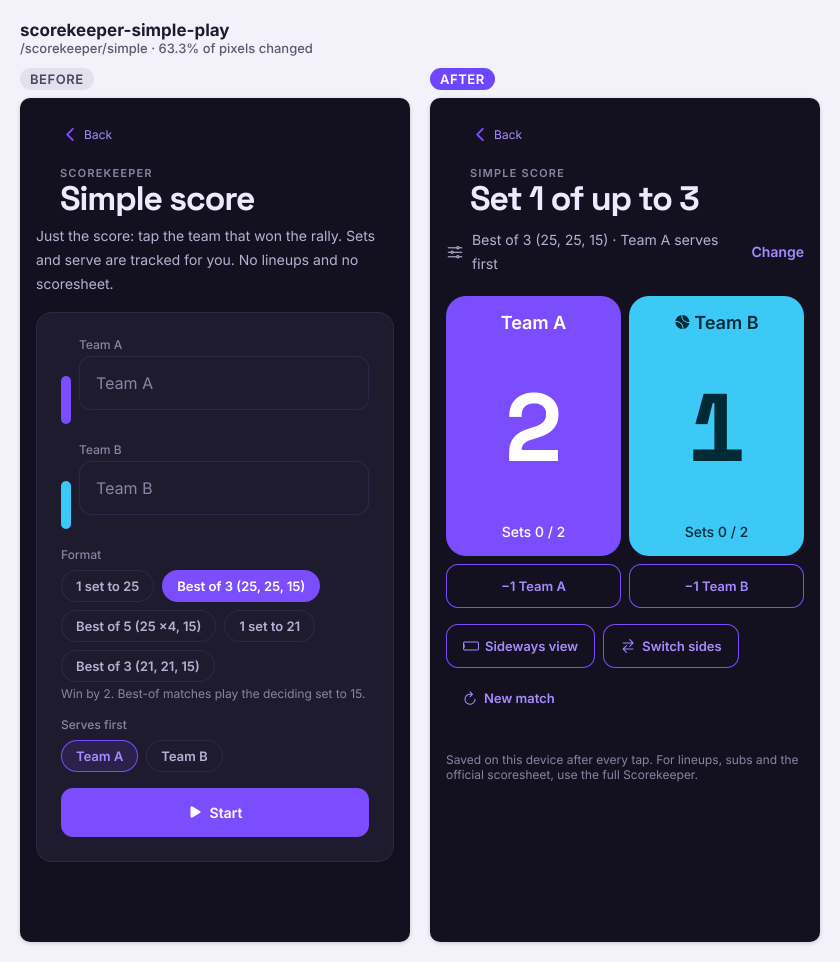 scorekeeper-simple-play
/scorekeeper/simple · 63.3% of pixels changed
BEFORE
Back
SCOREKEEPER
Simple score
Just the score: tap the team that won the rally. Sets
and serve are tracked for you. No lineups and no
scoresheet.
Team A
Team A
Team B
Team B
Format
1 set to 25
Best of 3 (25, 25, 15)
Best of 5 (25 ×4, 15)
1 set to 21
Best of 3 (21, 21, 15)
Win by 2. Best-of matches play the deciding set to 15.
Serves first
Team A
Team B
Start
AFTER
Back
SIMPLE SCORE
Set 1 of up to 3
Best of 3 (25, 25, 15) · Team A serves
first
Change
Team A
2
Sets 0 / 2
Team B
1
Sets 0 / 2
−1 Team A
−1 Team B
Sideways view
Switch sides
New match
Saved on this device after every tap. For lineups, subs and the
official scoresheet, use the full Scorekeeper.